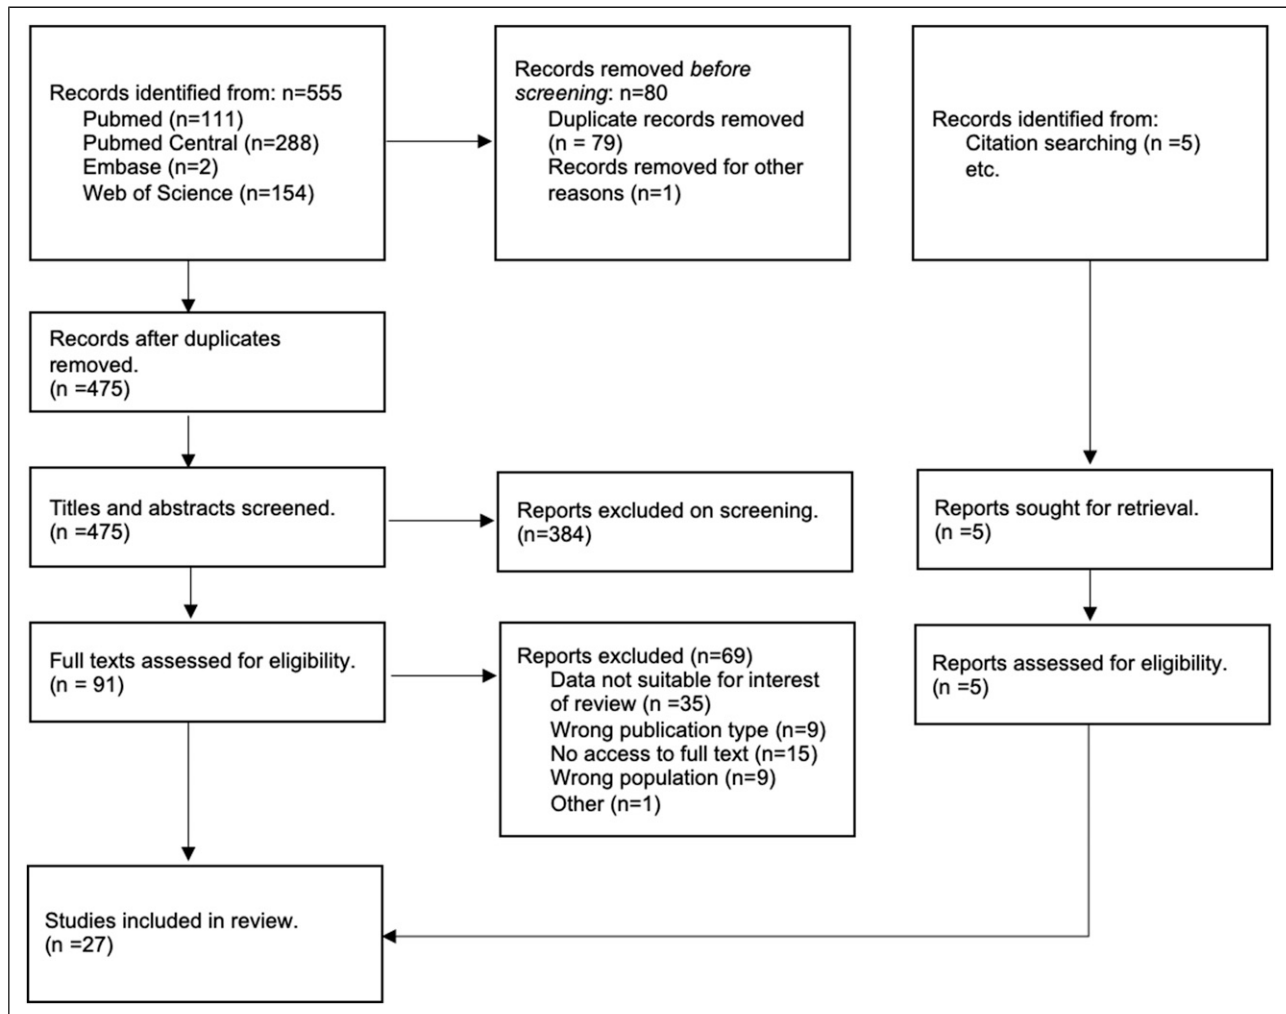 Records identified from: n=555
Pubmed (n=111)
Pubmed Central (n=288)
Embase (n=2)
Web of Science (n=154)
Records removed before
screening: n=80
Duplicate records removed
(n = 79)
Records removed for other
reasons (n=1)
Records identified from:
Citation searching (n =5)
etc.
Records after duplicates
removed.
(n =475)
Titles and abstracts screened.
(n =475)
Reports excluded on screening.
(n=384)
Reports sought for retrieval.
(n =5)
Full texts assessed for eligibility.
(n = 91)
Reports excluded (n=69)
Data not suitable for interest
of review (n =35)
Wrong publication type (n=9)
No access to full text (n=15)
Wrong population (n=9)
Other (n=1)
Reports assessed for eligibility.
(n =5)
Studies included in review.
(n =27)